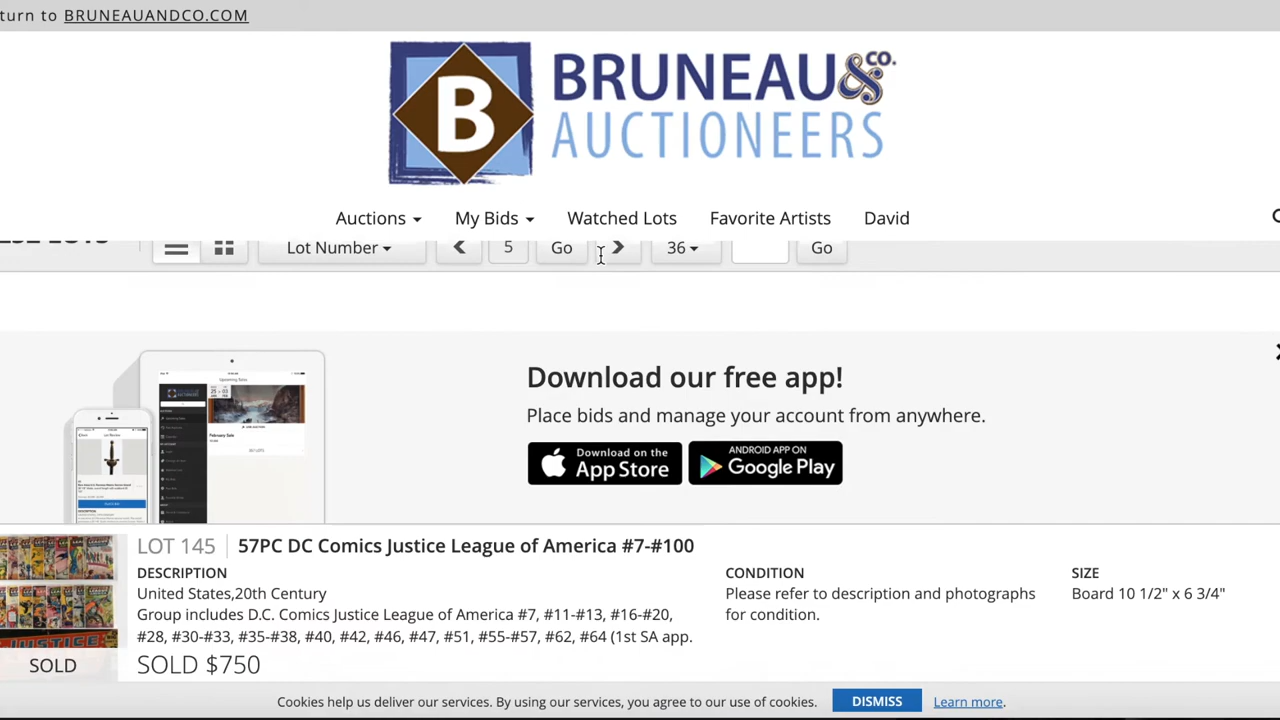 turn to BRUNEAUANDCO.COM
B
BRUNEAU & CO.
AUCTIONEERS
Auctions My Bids Watched Lots Favorite Artists David
LOTS Lot Number 5 Go 36 Go
Download our free app!
Place bids and manage your account from anywhere.
Download on the
App Store
ANDROID APP ON
Google Play
LOT 145 57PC DC Comics Justice League of America #7-#100
DESCRIPTION
United States,20th Century
Group includes D.C. Comics Justice League of America #7, #11-#13, #16-#20,
#28, #30-#33, #35-#38, #40, #42, #46, #47, #51, #55-#57, #62, #64 (1st SA app.
CONDITION
Please refer to description and photographs
for condition.
SIZE
Board 10 1/2" x 6 3/4"
JUSTICE
SOLD
SOLD $750
Cookies help us deliver our services. By using our services, you agree to our use of cookies. DISMISS Learn more.